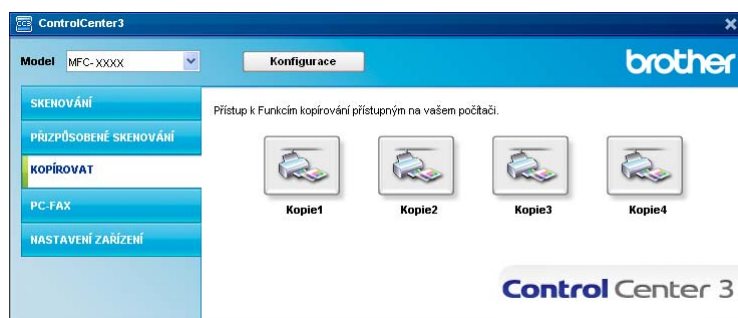 ControlCenter3
Model MFC-XXXX Konfigurace brother
SKENOVÁNÍ
PŘIZPŮSOBENÉ SKENOVÁNÍ
KOPÍROVAT
PC-FAX
NASTAVENÍ ZAŘÍZENÍ
Přístup k Funkcím kopírování přístupným na vašem počítači.
Kopie1 Kopie2 Kopie3 Kopie4
Control Center 3